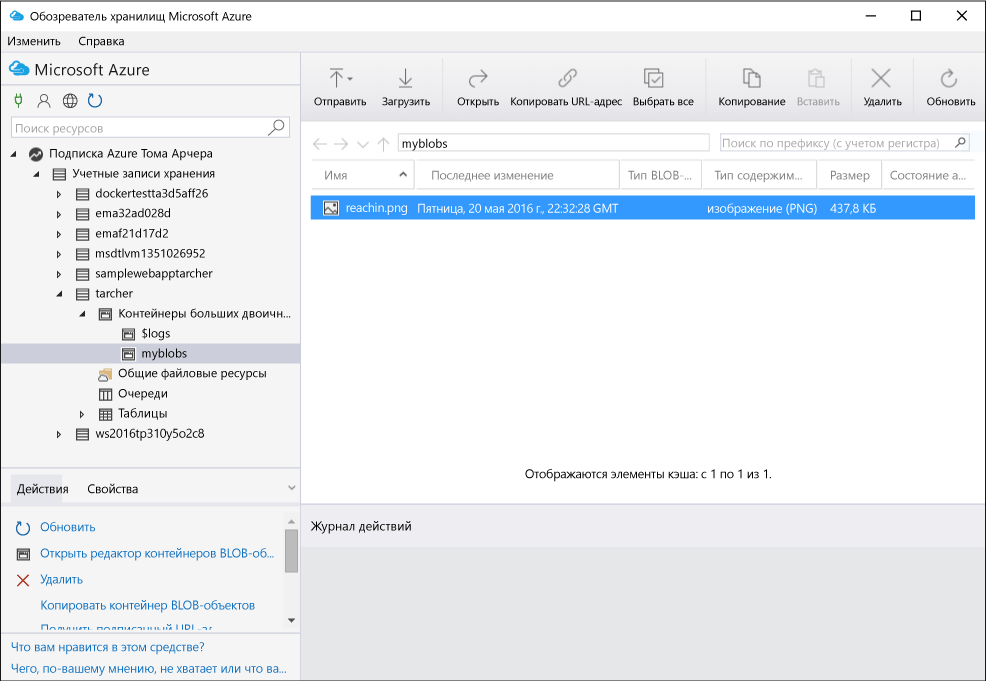 Обозреватель хранилищ Microsoft Azure
Изменить Справка
Microsoft Azure
Поиск ресурсов
Подписка Azure Тома Арчера
Учетные записи хранения
dockertestta3d5aff26
ema32ad028d
emaf21d17d2
msdtlvm1351026952
samplewebapptarcher
tarcher
Контейнеры больших двоичн...
$logs
myblobs
Общие файловые ресурсы
Очереди
Таблицы
ws2016tp310y5o2c8
Действия Свойства
Обновить
Открыть редактор контейнеров BLOB-об...
Удалить
Копировать контейнер BLOB-объектов
Получить подписанный URL-ад
Что вам нравится в этом средстве?
Чего, по-вашему мнению, не хватает или что ва...
Отправить Загрузить Открыть Копировать URL-адрес Выбрать все Копирование Вставить Удалить Обновить
myblobs Поиск по префиксу (с учетом регистра)
Имя Последнее изменение Тип BLOB-... Тип содержим... Размер Состояние а...
reachin.png Пятница, 20 мая 2016 г., 22:32:28 GMT изображение (PNG) 437,8 КБ
Отображаются элементы кэша: с 1 по 1 из 1.
Журнал действий